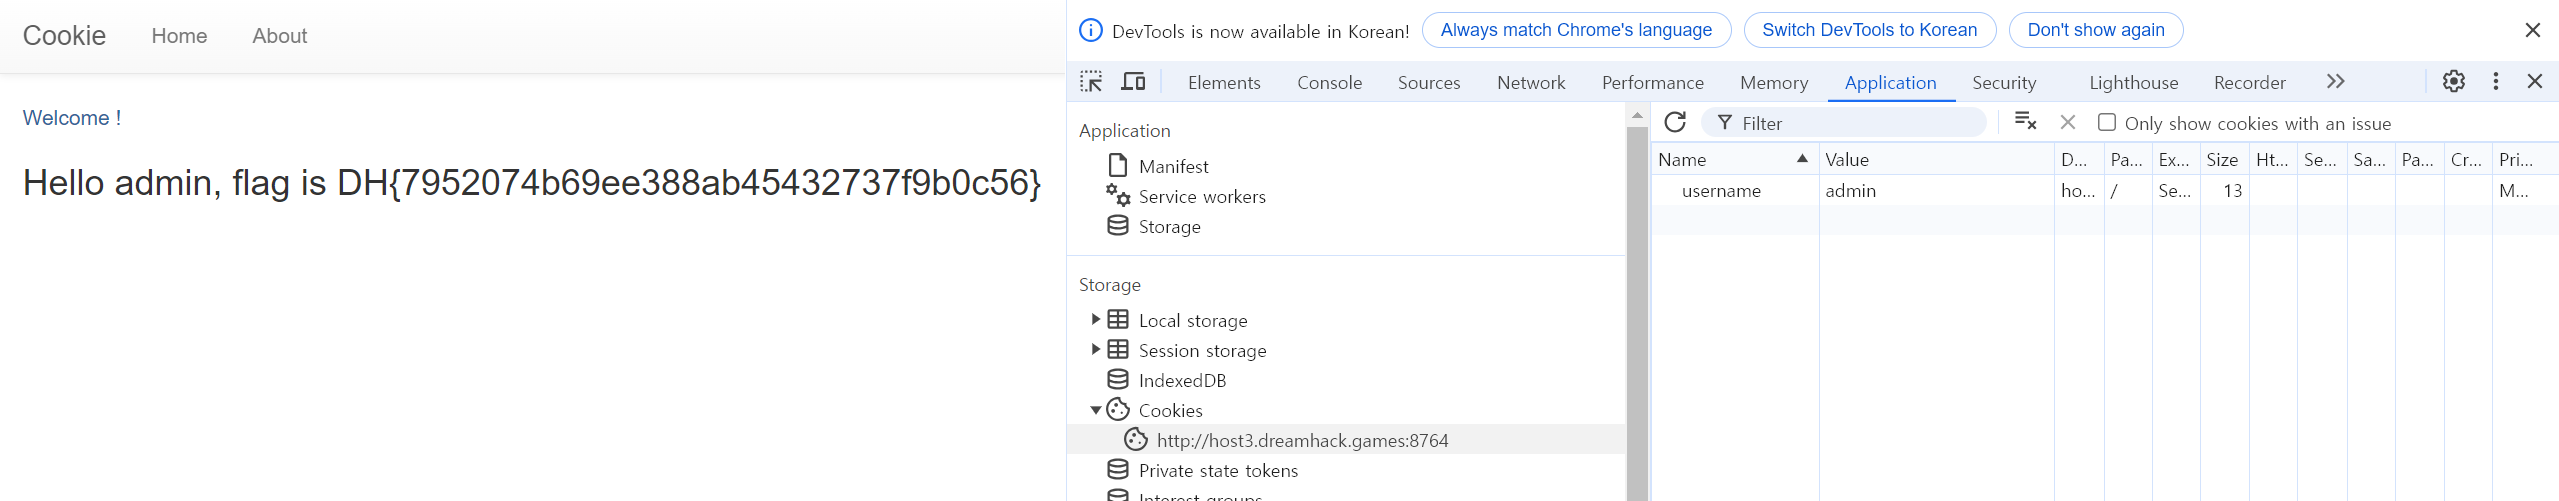 Cookie Home About
Welcome !
Hello admin, flag is DH{7952074b69ee388ab45432737f9b0c56}
DevTools is now available in Korean! Always match Chrome's language Switch DevTools to Korean Don't show again
Elements Console Sources Network Performance Memory Application Security Lighthouse Recorder
Application
Manifest
Service workers
Storage
Storage
Local storage
Session storage
IndexedDB
Cookies
http://host3.dreamhack.games:8764
Private state tokens
Interest groups
Filter Only show cookies with an issue
Name Value D... Pa... Ex... Size Ht... Se... Sa... Pa... Cr... Pri...
username admin ho... / Se... 13 M...